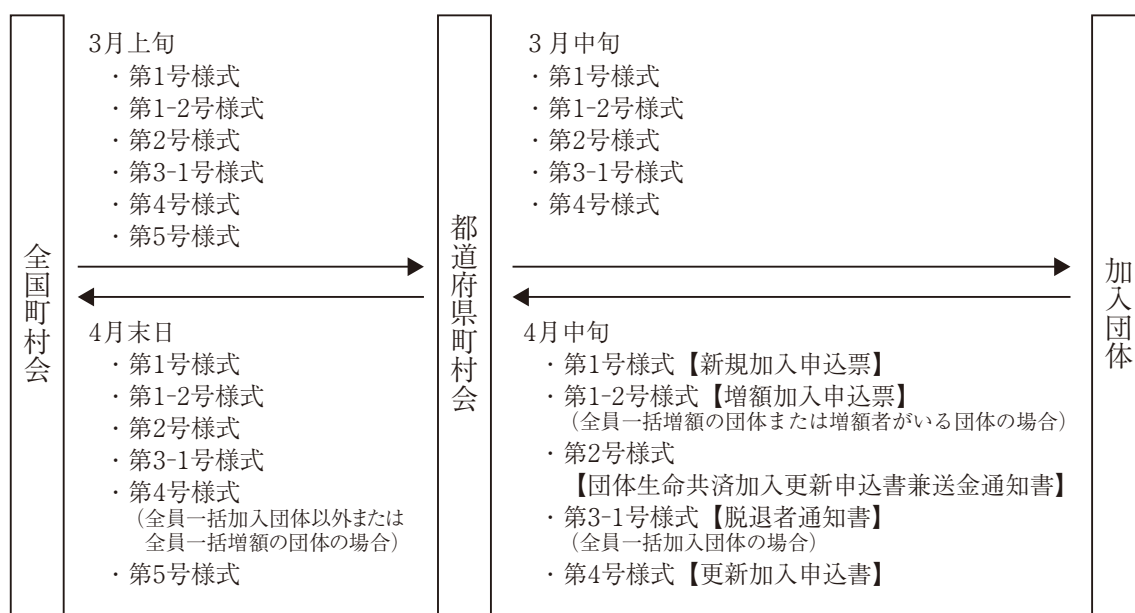 全国町村会
3月上旬
・第1号様式
・第1-2号様式
・第2号様式
・第3-1号様式
・第4号様式
・第5号様式
4月末日
・第1号様式
・第1-2号様式
・第2号様式
・第3-1号様式
・第4号様式
（全員一括加入団体以外または
全員一括増額の団体の場合）
・第5号様式
都道府県町村会
3月中旬
・第1号様式
・第1-2号様式
・第2号様式
・第3-1号様式
・第4号様式
4月中旬
・第1号様式【新規加入申込票】
・第1-2号様式【増額加入申込票】
（全員一括増額の団体または増額者がいる団体の場合）
・第2号様式
【団体生命共済加入更新申込書兼送金通知書】
・第3-1号様式【脱退者通知書】
（全員一括加入団体の場合）
・第4号様式【更新加入申込書】
加入団体